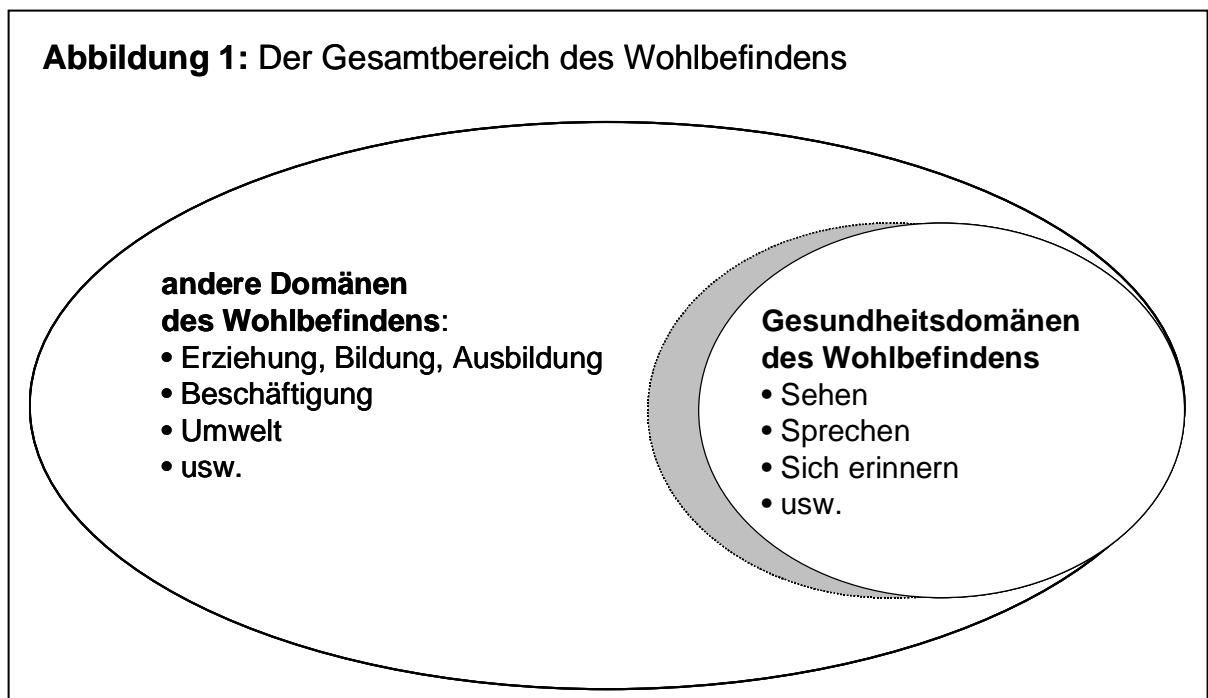 Abbildung 1: Der Gesamtbereich des Wohlbefindens
andere Domänen
des Wohlbefindens:
• Erziehung, Bildung, Ausbildung
• Beschäftigung
• Umwelt
• usw.
Gesundheitsdomänen
des Wohlbefindens
• Sehen
• Sprechen
• Sich erinnern
• usw.